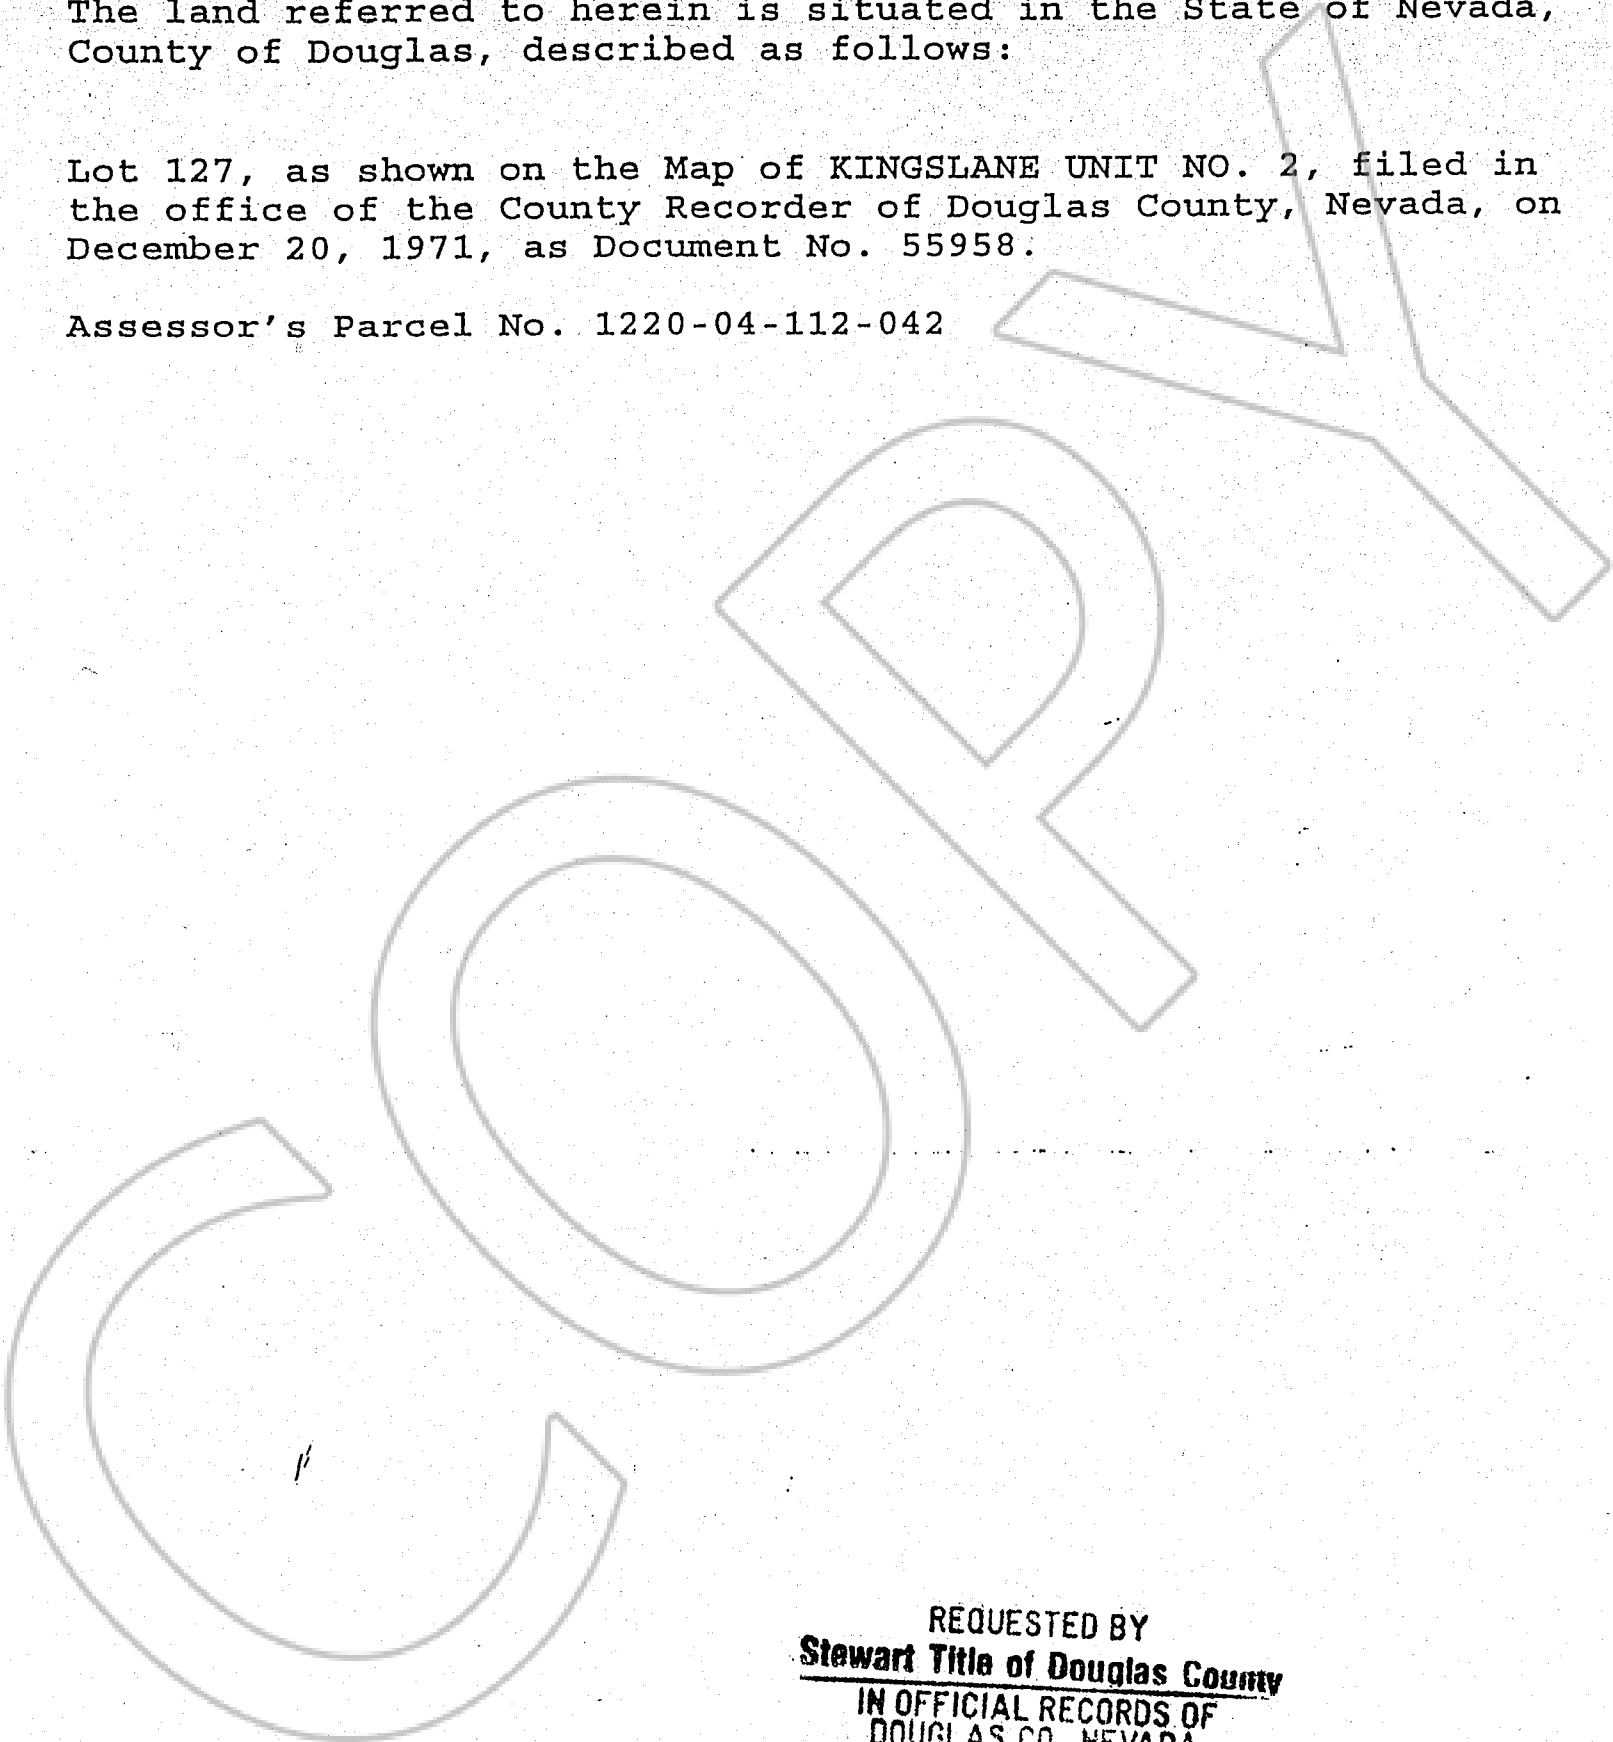 The land referred to herein is situated in the State of Nevada,
County of Douglas, described as follows:
Lot 127, as shown on the Map of KINGSLANE UNIT NO. 2, filed in
the office of the County Recorder of Douglas County, Nevada, on
December 20, 1971, as Document No. 55958.
Assessor's Parcel No. 1220-04-112-042
COPY
REQUESTED BY
Stewart Title of Douglas County
IN OFFICIAL RECORDS OF
DOUGLAS CO., NEVADA